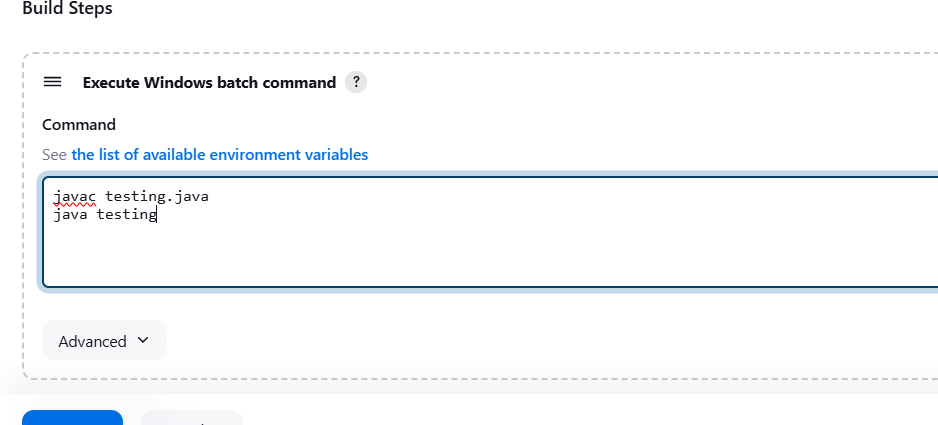 Build Steps
Execute Windows batch command ?
Command
See the list of available environment variables
javac testing.java
java testing
Advanced